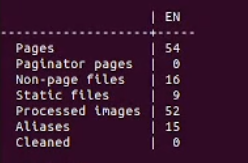 | EN
-------------------+-----
  Pages            | 54
  Paginator pages  |  0
  Non-page files   | 16
  Static files     |  9
  Processed images | 52
  Aliases          | 15
  Cleaned          |  0